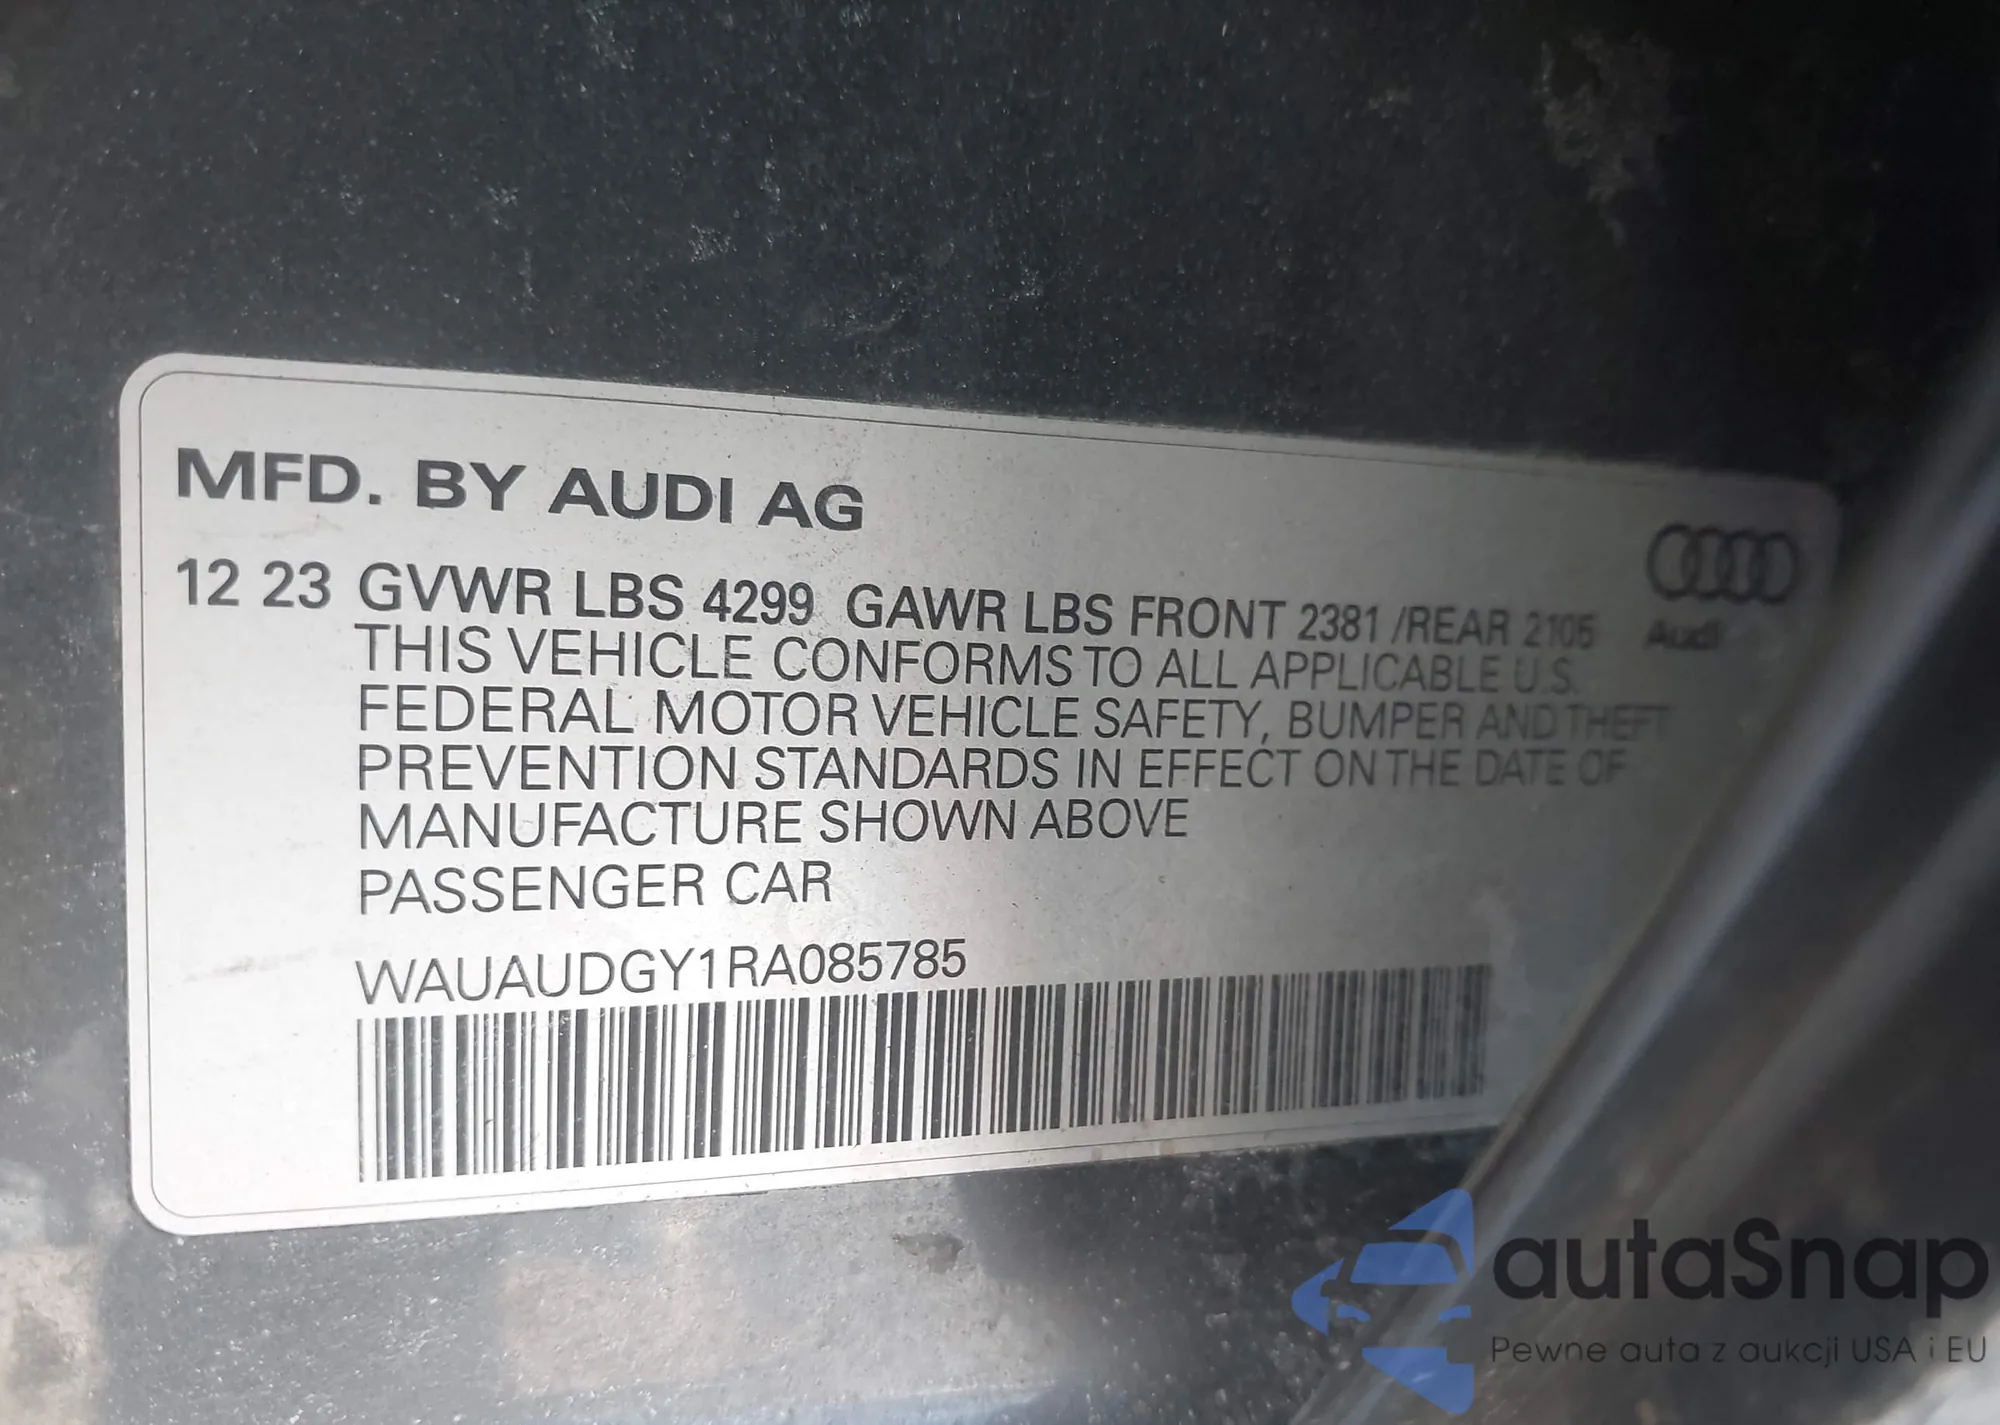 MFD. BY AUDI AG
12 23 GVWR LBS 4299 GAWR LBS FRONT 2381 /REAR 2105
Audi
THIS VEHICLE CONFORMS TO ALL APPLICABLE U.S.
FEDERAL MOTOR VEHICLE SAFETY, BUMPER AND THEFT
PREVENTION STANDARDS IN EFFECT ON THE DATE OF
MANUFACTURE SHOWN ABOVE
PASSENGER CAR
WAUAUDGY1RA085785
autaSnap
Pewne auta z aukcji USA i EU